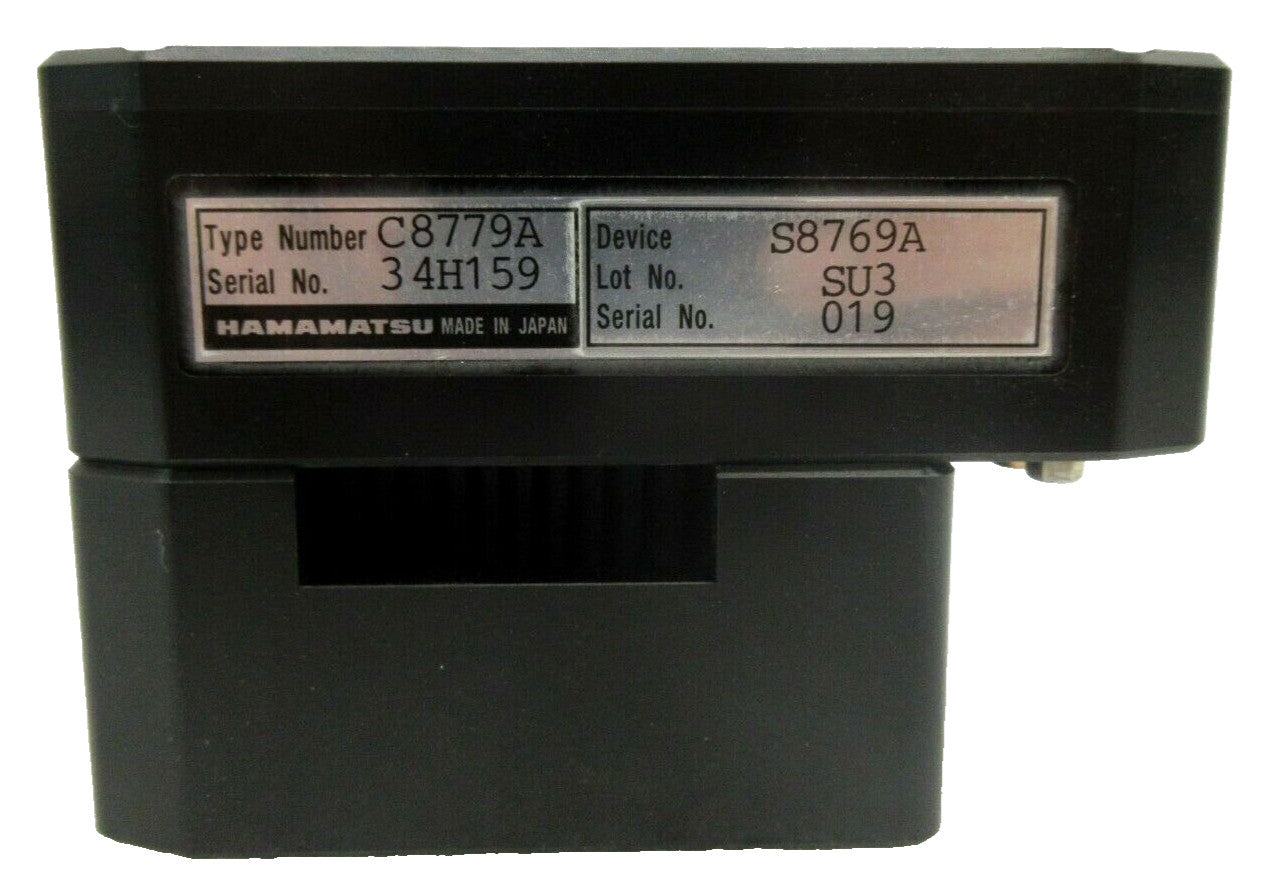 Type Number C8779A
Serial No. 34H159
HAMAMATSU MADE IN JAPAN
Device S8769A
Lot No. SU3
Serial No. 019